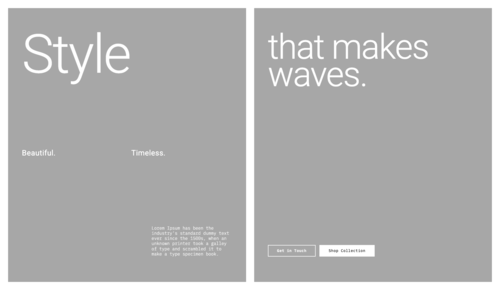 Style
Beautiful.
Timeless.
Lorem Ipsum has been the
industry's standard dummy text
ever since the 1500s, when an
unknown printer took a galley
of type and scrambled it to
make a type specimen book.
that makes
waves.
Get in Touch
Shop Collection